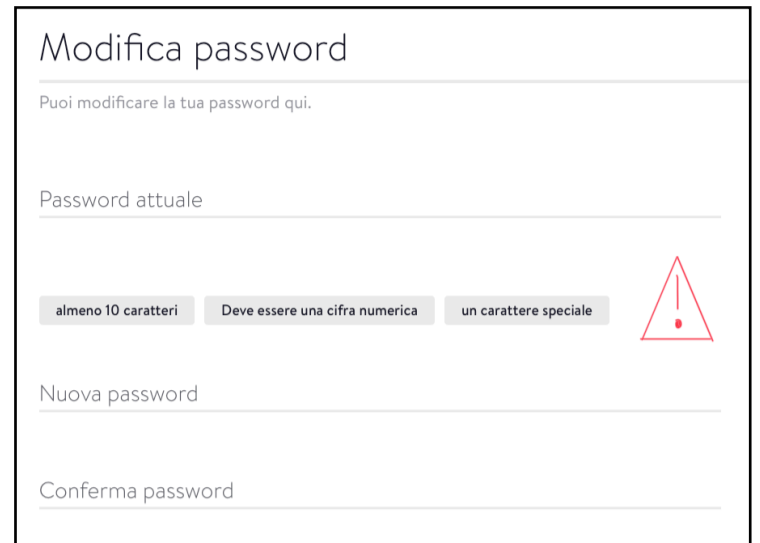 Modifica password
Puoi modificare la tua password qui.
Password attuale
almeno 10 caratteri Deve essere una cifra numerica un carattere speciale
Nuova password
Conferma password